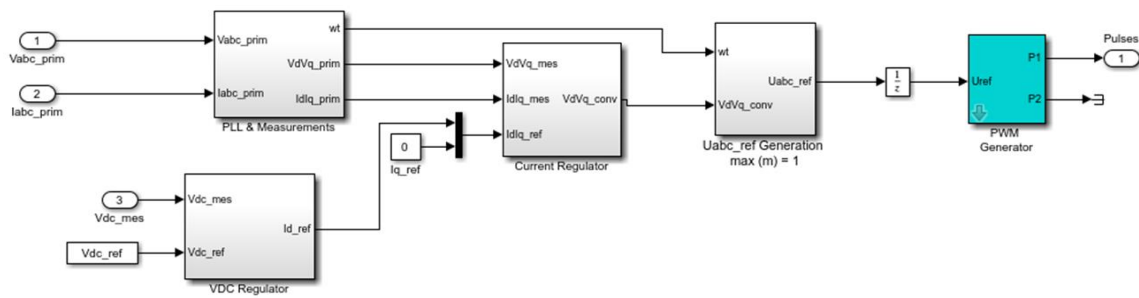 1
Vabc_prim
2
Iabc_prim
Vabc_prim
Iabc_prim
wt
VdVq_prim
IdIq_prim
PLL & Measurements
0
Iq_ref
VdVq_mes
IdIq_mes
IdIq_ref
VdVq_conv
Current Regulator
wt
VdVq_conv
Uabc_ref
Uabc_ref Generation
max (m) = 1
1
z
Uref
P1
P2
PWM
Generator
Pulses
1
3
Vdc_mes
Vdc_ref
Vdc_mes
Vdc_ref
Id_ref
VDC Regulator